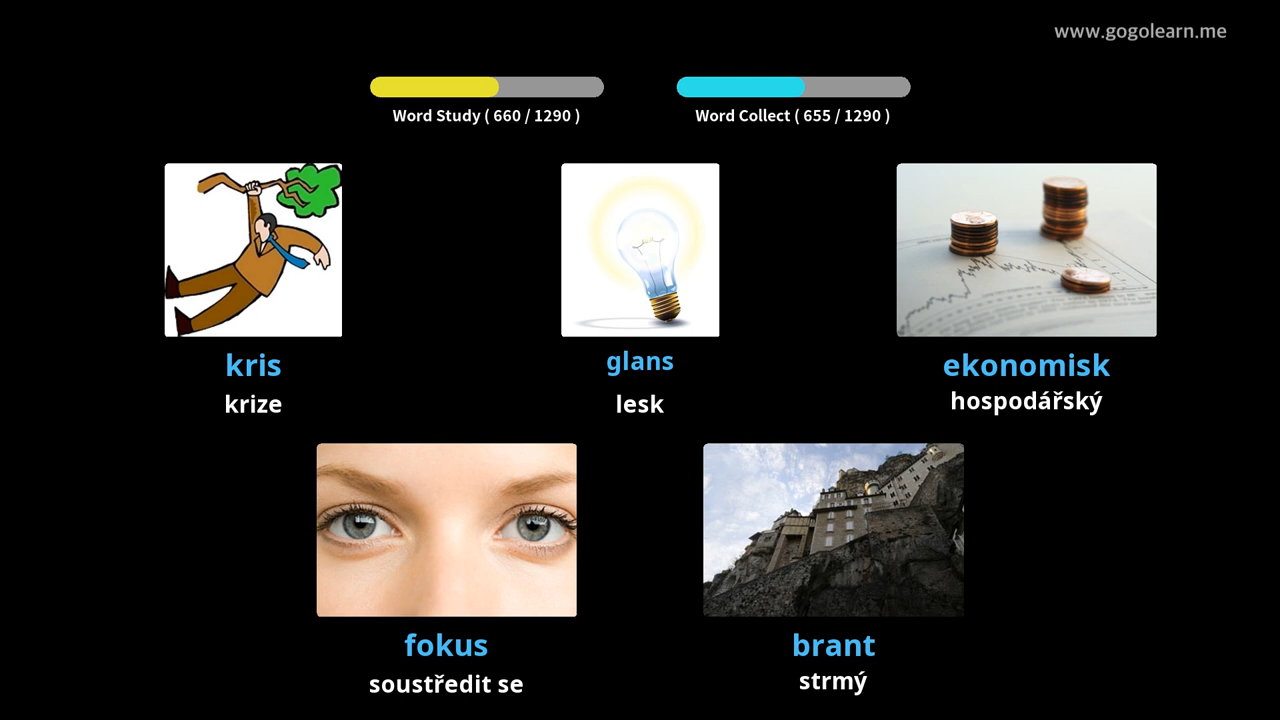 www.gogolearn.me
Word Study ( 660 / 1290 )
Word Collect ( 655 / 1290 )
kris
krize
glans
lesk
ekonomisk
hospodářský
fokus
soustředit se
brant
strmý